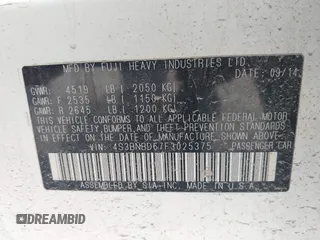 MFD BY FUJI HEAVY INDUSTRIES LTD.
DATE: 09/14
GVWR: 4519 LB ( 2050 KG)
GAWR: F 2535 LB ( 1150 KG)
GAWR: R 2645 LB ( 1200 KG)
THIS VEHICLE CONFORMS TO ALL APPLICABLE FEDERAL MOTOR
VEHICLE SAFETY, BUMPER, AND THEFT PREVENTION STANDARDS
IN EFFECT ON THE DATE OF MANUFACTURE SHOWN ABOVE.
VIN: 4S3BNBD67F3025375 PASSENGER CAR
ASSEMBLED BY SIA-INC. MADE IN U.S.A.
DREAMBID